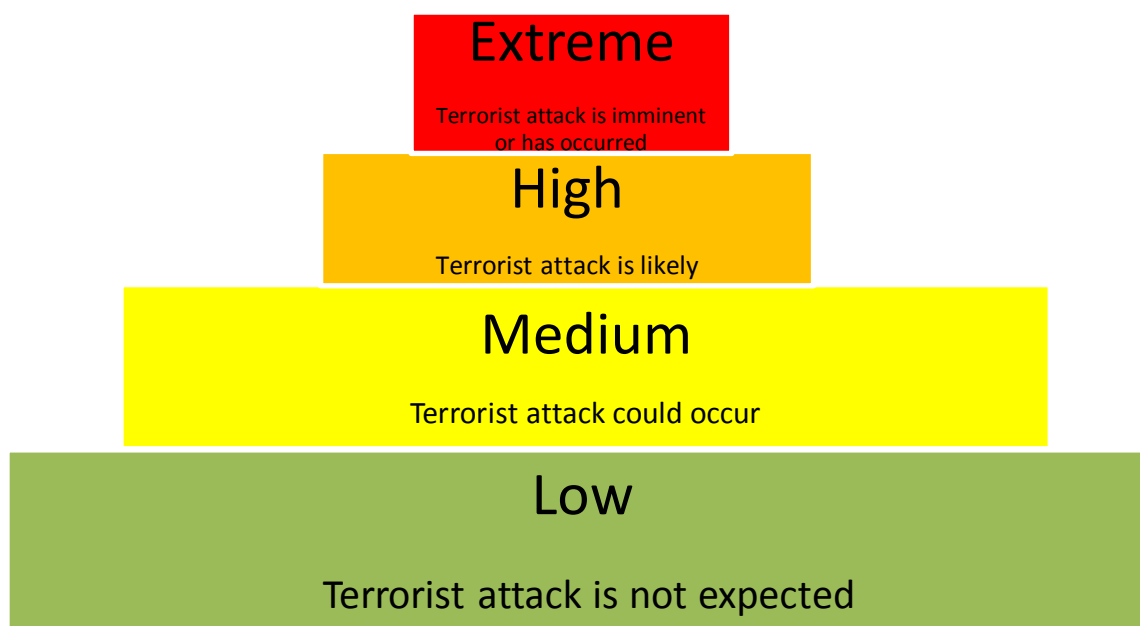 Extreme
Terrorist attack is imminent
or has occurred
High
Terrorist attack is likely
Medium
Terrorist attack could occur
Low
Terrorist attack is not expected